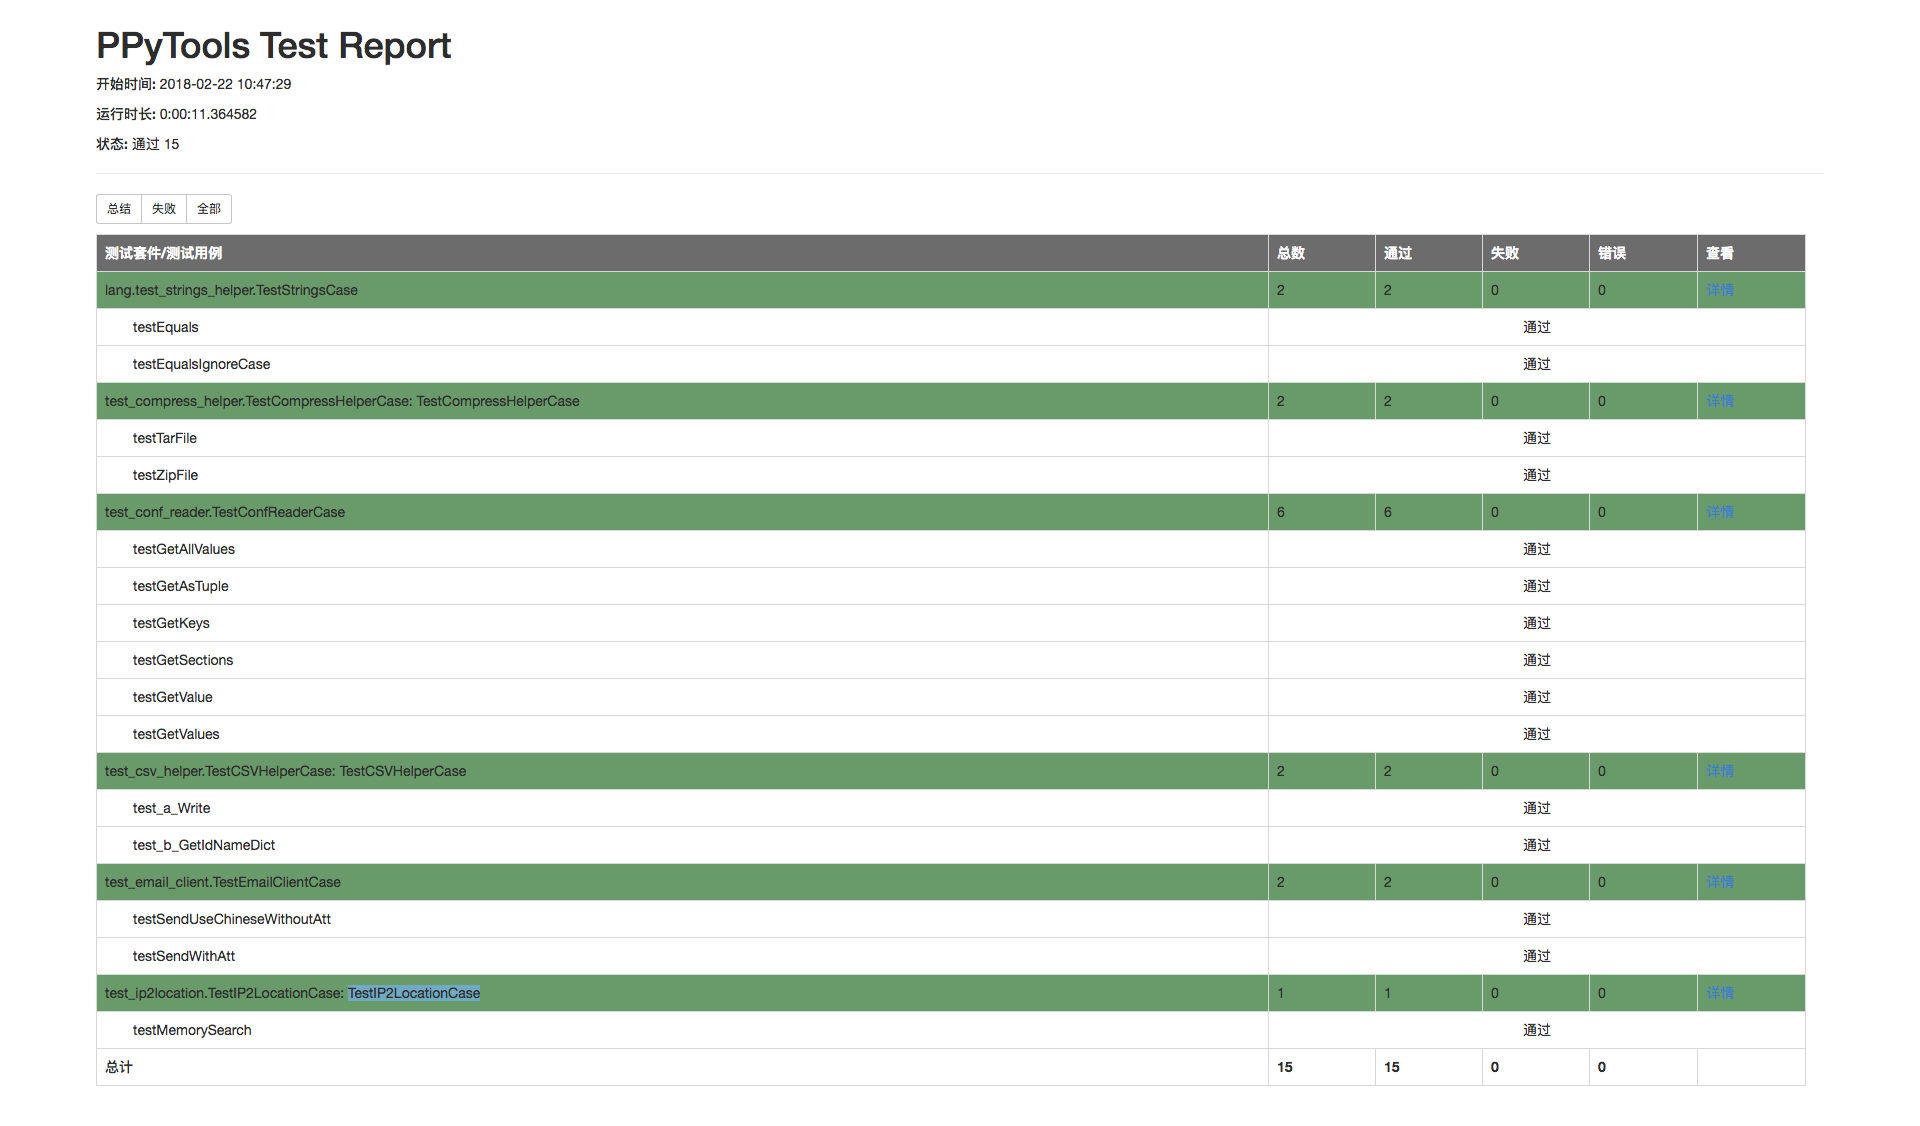 PPyTools Test Report
开始时间: 2018-02-22 10:47:29
运行时长: 0:00:11.364582
状态: 通过 15
总结 失败 全部
测试套件/测试用例 总数 通过 失败 错误 查看
lang.test_strings_helper.TestStringsCase 2 2 0 0 详情
testEquals 通过
testEqualsIgnoreCase 通过
test_compress_helper.TestCompressHelperCase: TestCompressHelperCase 2 2 0 0 详情
testTarFile 通过
testZipFile 通过
test_conf_reader.TestConfReaderCase 6 6 0 0 详情
testGetAllValues 通过
testGetAsTuple 通过
testGetKeys 通过
testGetSections 通过
testGetValue 通过
testGetValues 通过
test_csv_helper.TestCSVHelperCase: TestCSVHelperCase 2 2 0 0 详情
test_a_Write 通过
test_b_GetIdNameDict 通过
test_email_client.TestEmailClientCase 2 2 0 0 详情
testSendUseChineseWithoutAtt 通过
testSendWithAtt 通过
test_ip2location.TestIP2LocationCase: TestIP2LocationCase 1 1 0 0 详情
testMemorySearch 通过
总计 15 15 0 0